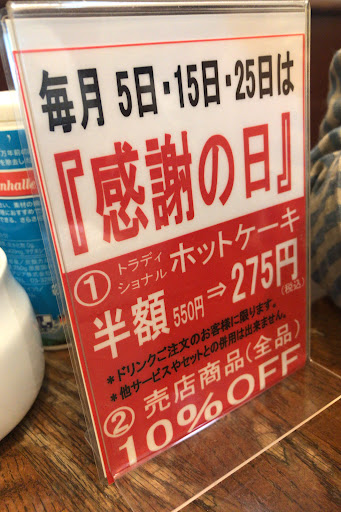 毎月 5日・15日・25日は
『感謝の日』
① トラディショナル ホットケーキ
半額 550円⇒275円(税込)
*ドリンクご注文のお客様に限ります。
*他サービスやセットとの併用は出来ません。
② 売店商品(全品)
10%OFF